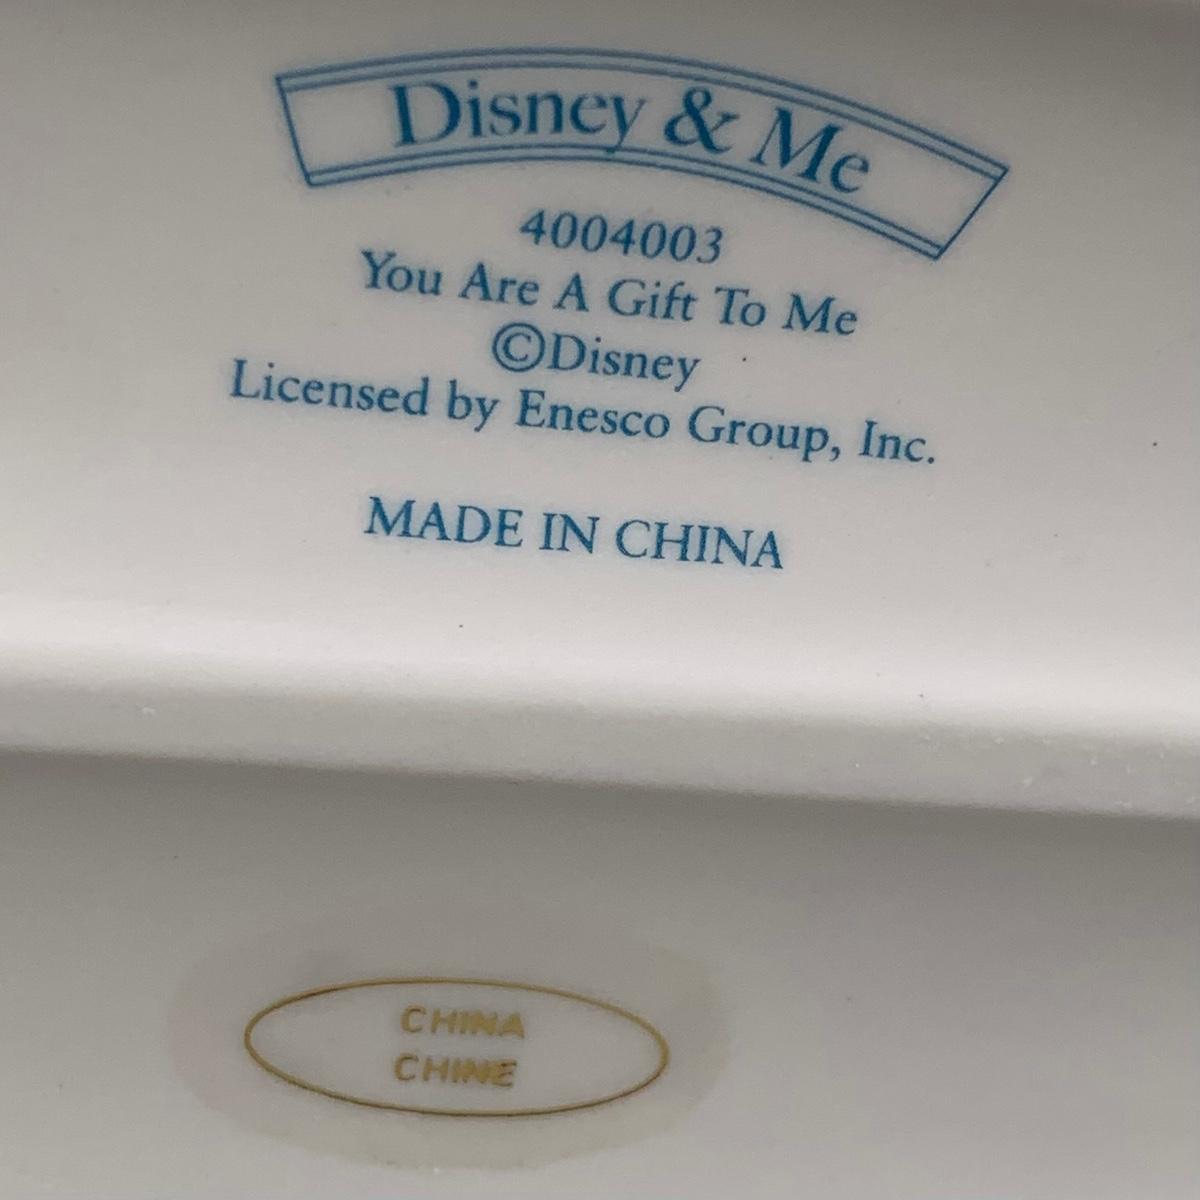 Disney & Me
4004003
You Are A Gift To Me
©Disney
Licensed by Enesco Group, Inc.
MADE IN CHINA
CHINA
CHINE